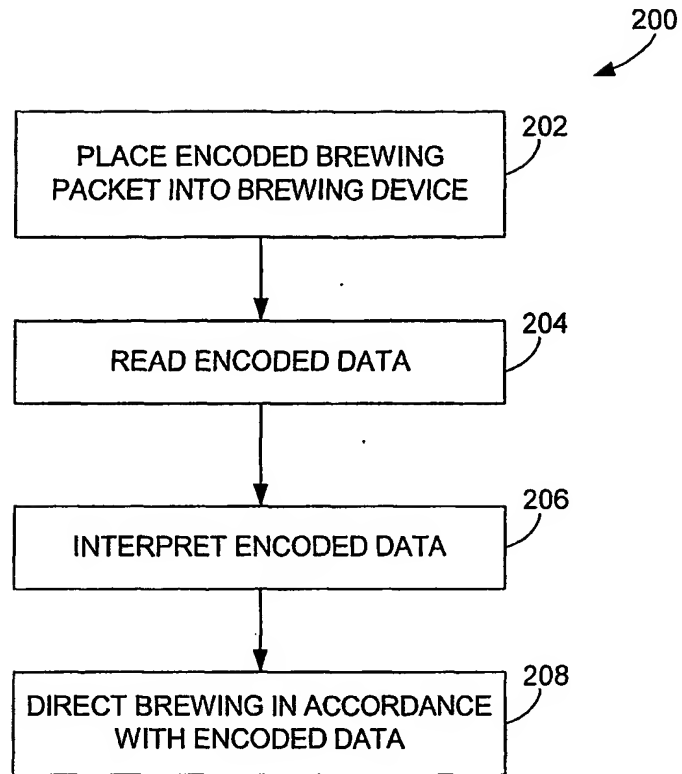 200
202
PLACE ENCODED BREWING
PACKET INTO BREWING DEVICE
204
READ ENCODED DATA
206
INTERPRET ENCODED DATA
208
DIRECT BREWING IN ACCORDANCE
WITH ENCODED DATA